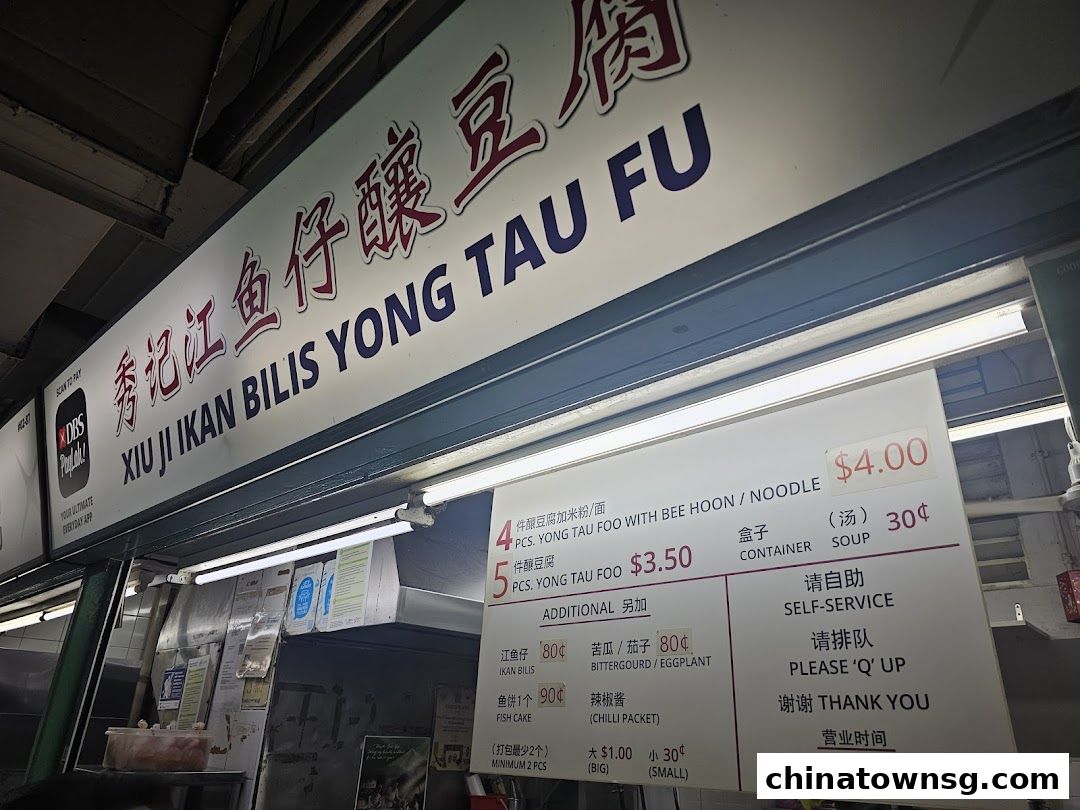 秀记江鱼仔釀豆腐
XIU JI IKAN BILIS YONG TAU FU
SCAN TO PAY
DBS
PayLah!
YOUR ULTIMATE
EVERYDAY APP
#02-87
4 件釀豆腐加米粉/面 $4.00
PCS. YONG TAU FOO WITH BEE HOON / NOODLE
5 件釀豆腐
PCS. YONG TAU FOO $3.50
盒子 (汤) 30¢
CONTAINER SOUP
ADDITIONAL 另加
江鱼仔 80¢
IKAN BILIS
苦瓜 / 茄子 80¢
BITTERGOURD / EGGPLANT
鱼饼1个 90¢
FISH CAKE
辣椒酱
(CHILLI PACKET)
(打包最少2个)
MINIMUM 2 PCS
大 $1.00 小 30¢
(BIG) (SMALL)
请自助
SELF-SERVICE
请排队
PLEASE 'Q' UP
谢谢 THANK YOU
营业时间
chinatownsg.com